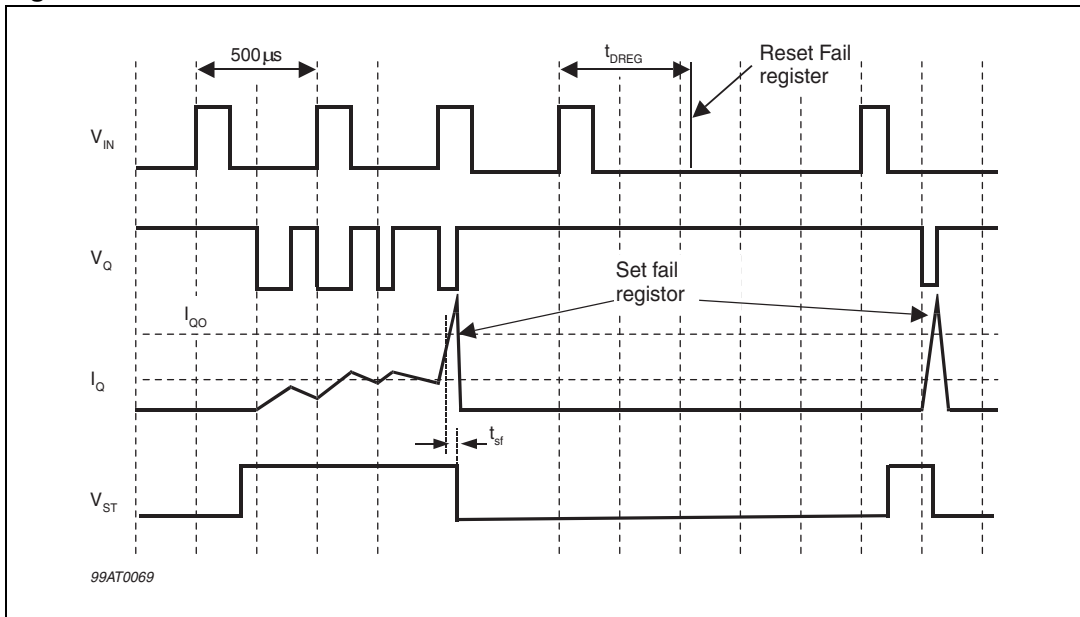 500µs
tDREG
Reset Fail
register
VIN
VQ
Set fail
registor
IQO
IQ
tsf
VST
99AT0069